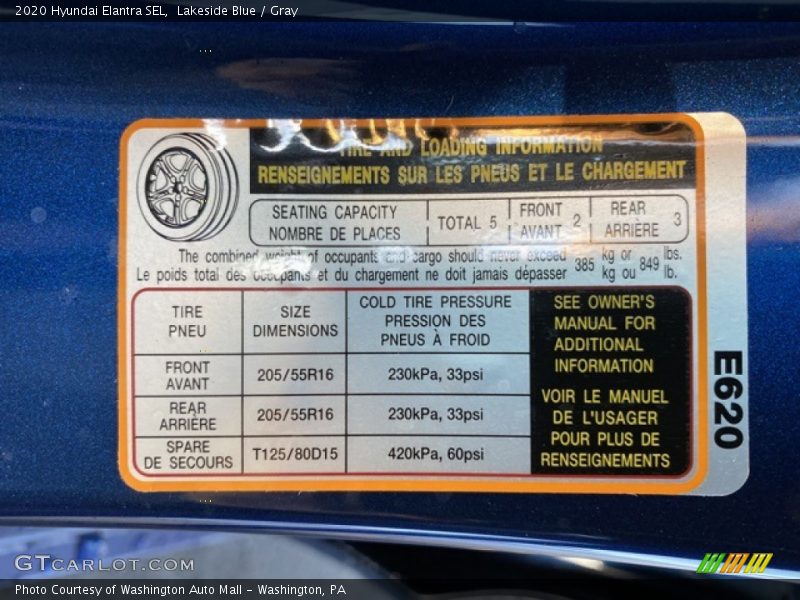 2020 Hyundai Elantra SEL, Lakeside Blue / Gray
TIRE AND LOADING INFORMATION
RENSEIGNEMENTS SUR LES PNEUS ET LE CHARGEMENT
SEATING CAPACITY
NOMBRE DE PLACES
TOTAL 5
FRONT
AVANT
2
REAR
ARRIÈRE
3
The combined weight of occupants and cargo should never exceed 385 kg or 849 lbs.
Le poids total des occupants et du chargement ne doit jamais dépasser kg ou lb.
TIRE
PNEU
SIZE
DIMENSIONS
COLD TIRE PRESSURE
PRESSION DES
PNEUS À FROID
FRONT
AVANT
205/55R16
230kPa, 33psi
REAR
ARRIÈRE
205/55R16
230kPa, 33psi
SPARE
DE SECOURS
T125/80D15
420kPa, 60psi
SEE OWNER'S
MANUAL FOR
ADDITIONAL
INFORMATION
VOIR LE MANUEL
DE L'USAGER
POUR PLUS DE
RENSEIGNEMENTS
E620
GTCARLOT.COM
Photo Courtesy of Washington Auto Mall - Washington, PA